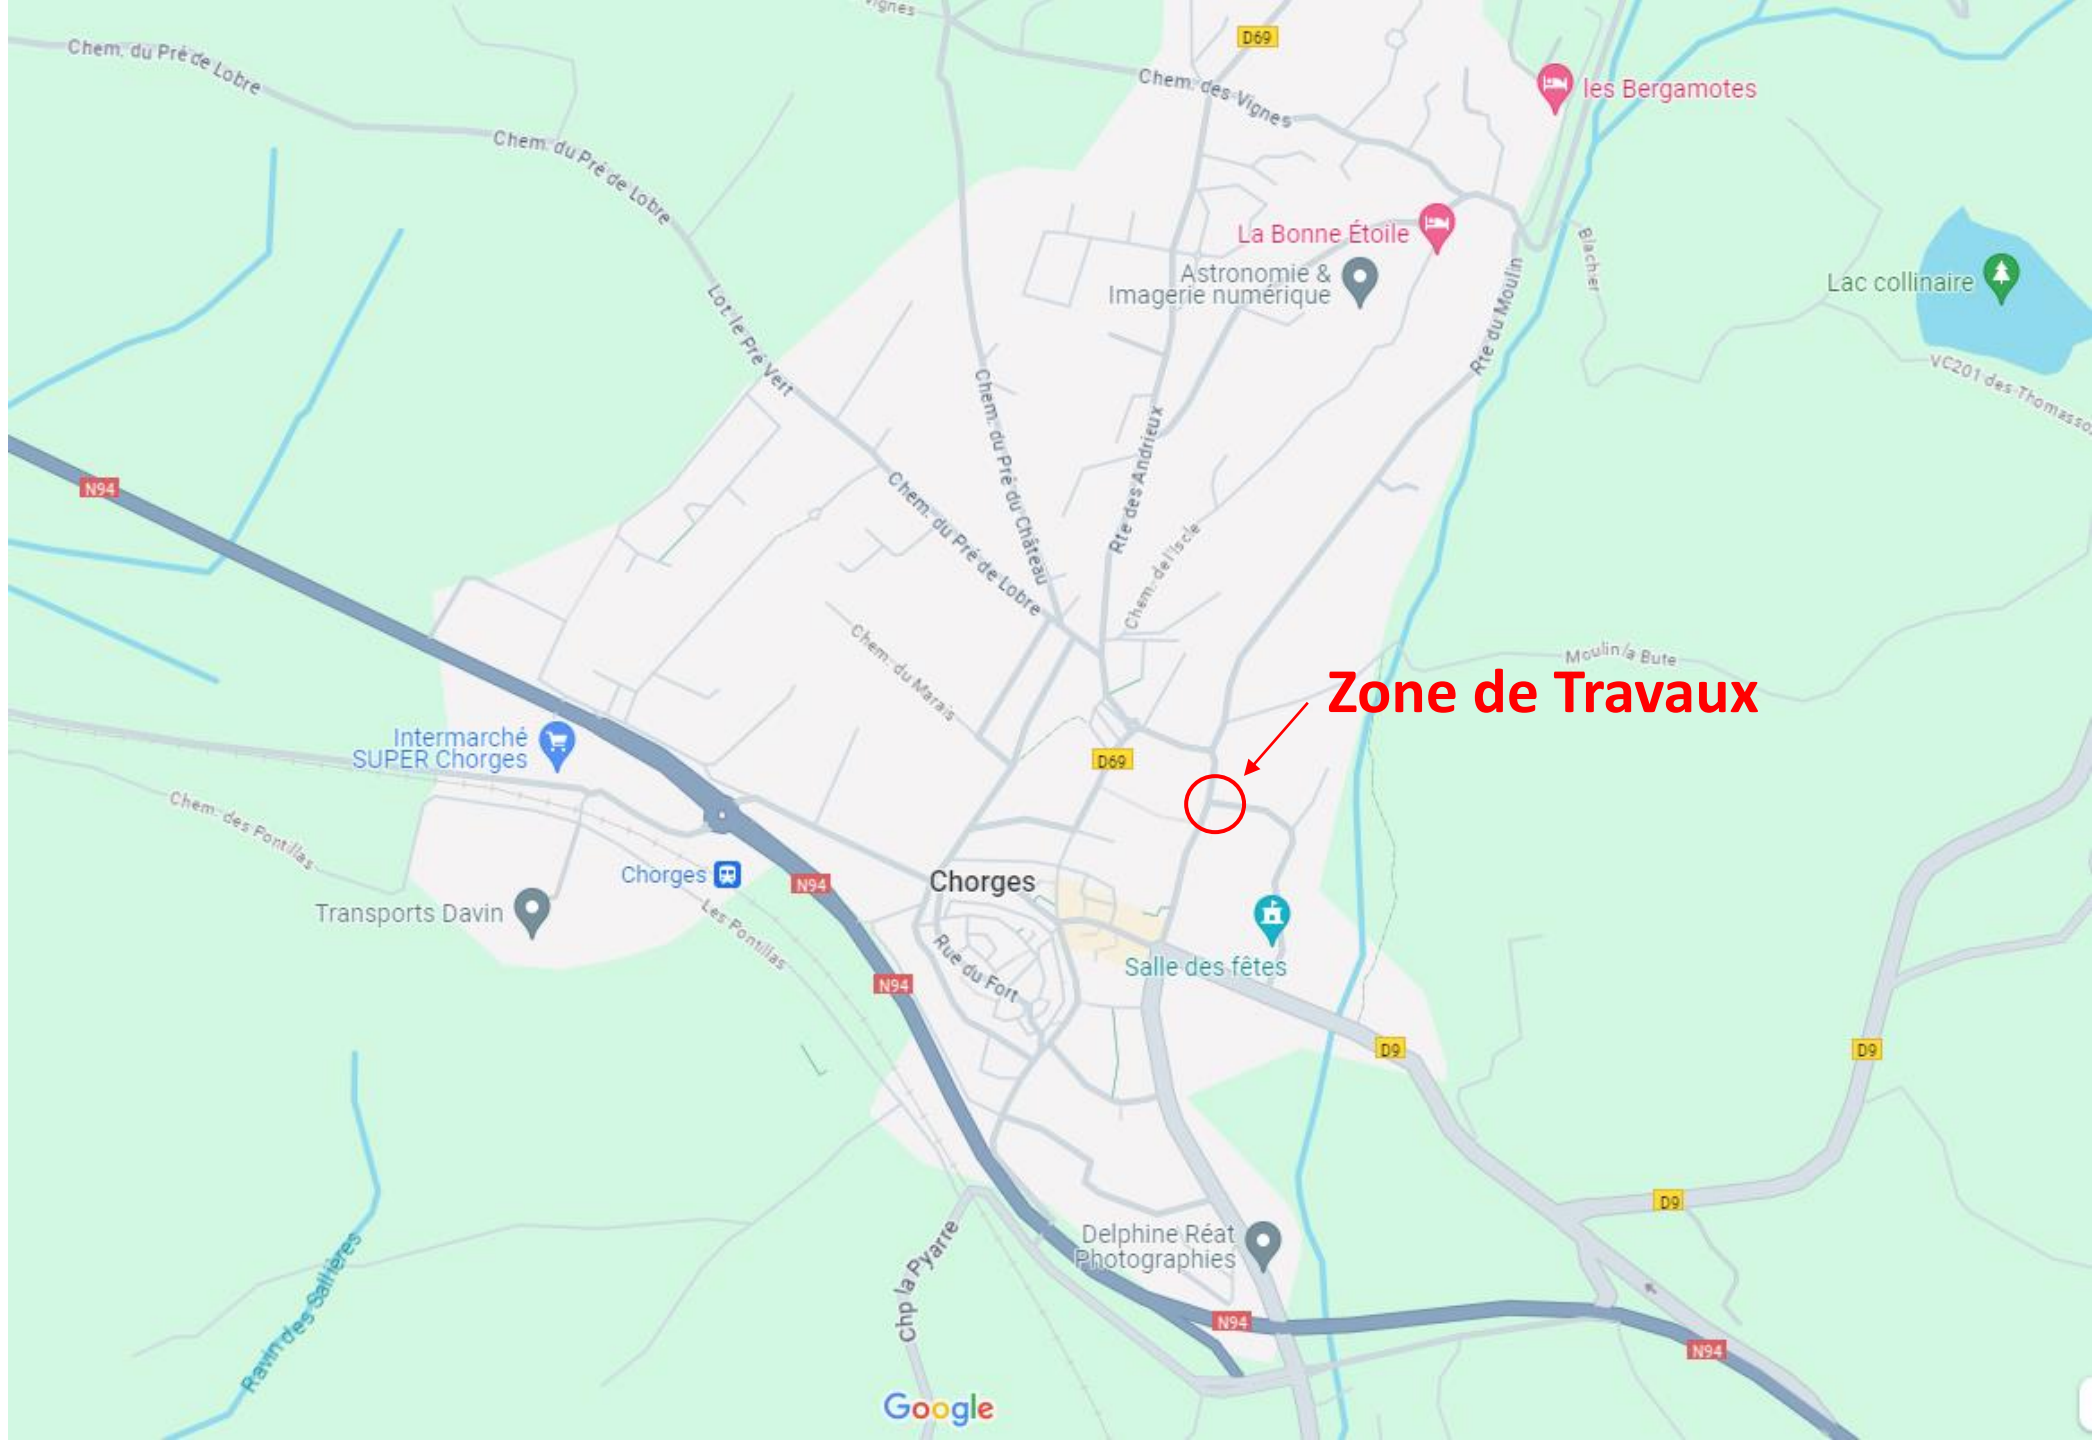 Vignes
D69
Chem. du Pré de Lobre
Chem. des Vignes
les Bergamotes
Chem. du Pré de Lobre
La Bonne Étoile
Astronomie &
Imagerie numérique
Blachier
Lac collinaire
Lot. le Pré Vert
Rte du Moulin
VC201 des Thomasso
Chem. du Pré du Château
Rte des Andrieux
N94
Chem. du Pré de Lobre
Chem. de l'Iscle
Chem. du Marais
Moulin/a Bute
Zone de Travaux
Intermarché
SUPER Chorges
D69
Chem. des Pontillas
Chorges
N94
Chorges
Transports Davin
Les Pontillas
Rue du Fort
Salle des fêtes
N94
D9
D9
D9
Delphine Réat
Photographies
Chp la Pyarre
Ravin des Sallières
N94
N94
Google